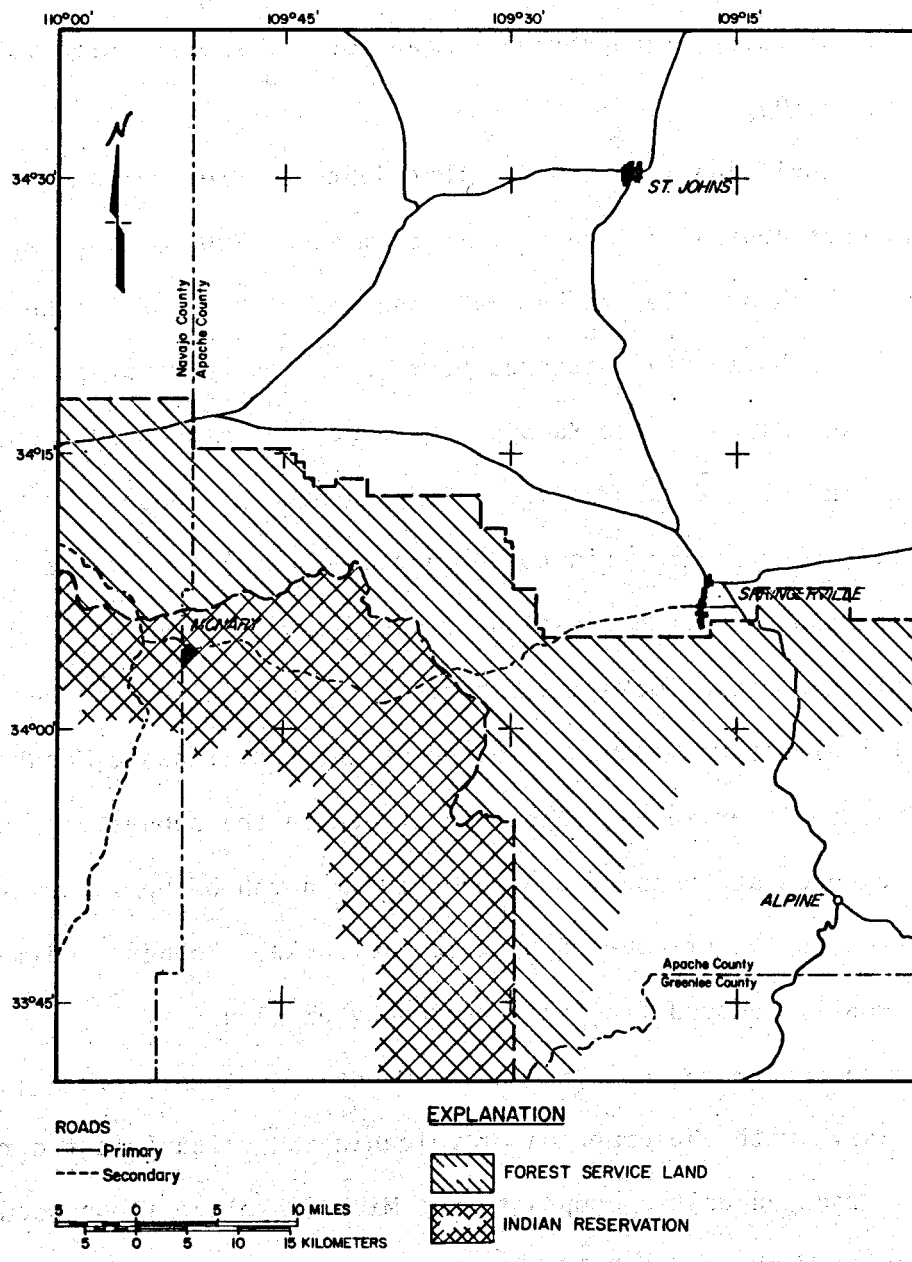 110°00'
109°45'
109°30'
109°15'
N
34°30'
ST. JOHNS
Navajo County
Apache County
34°15'
SPRINGERVILLE
MCNARY
34°00'
ALPINE
Apache County
Greenlee County
33°45'
ROADS
Primary
Secondary
5 0 5 10 MILES
5 0 5 10 15 KILOMETERS
EXPLANATION
FOREST SERVICE LAND
INDIAN RESERVATION